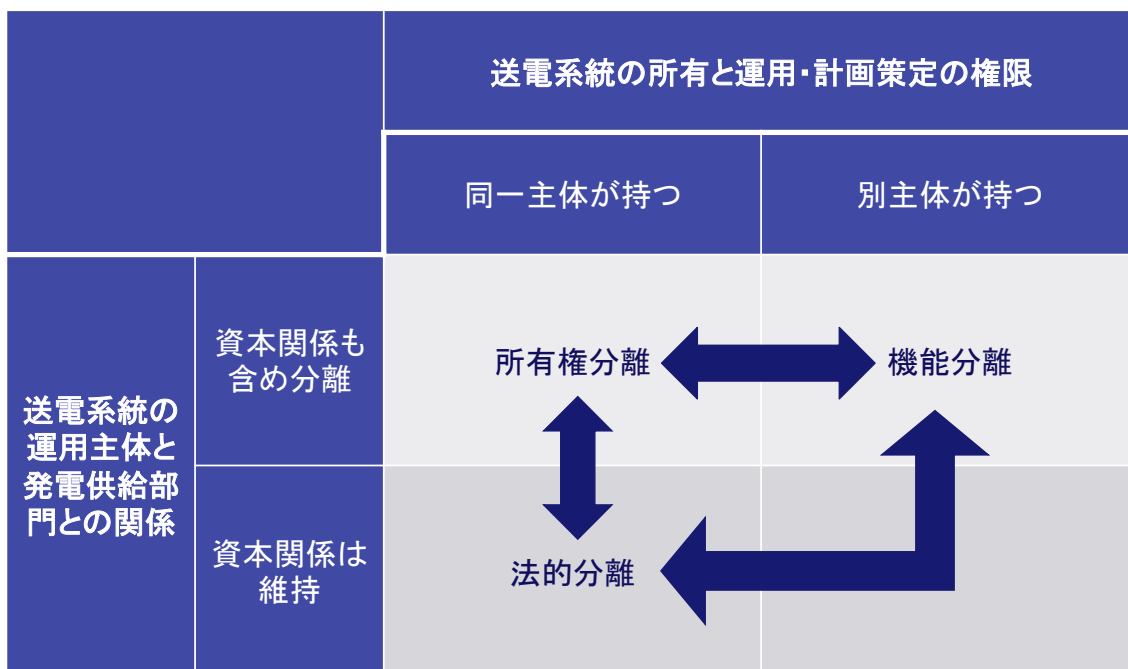 送電系統の所有と運用・計画策定の権限
同一主体が持つ
別主体が持つ
送電系統の
運用主体と
発電供給部
門との関係
資本関係も
含め分離
所有権分離
機能分離
資本関係は
維持
法的分離